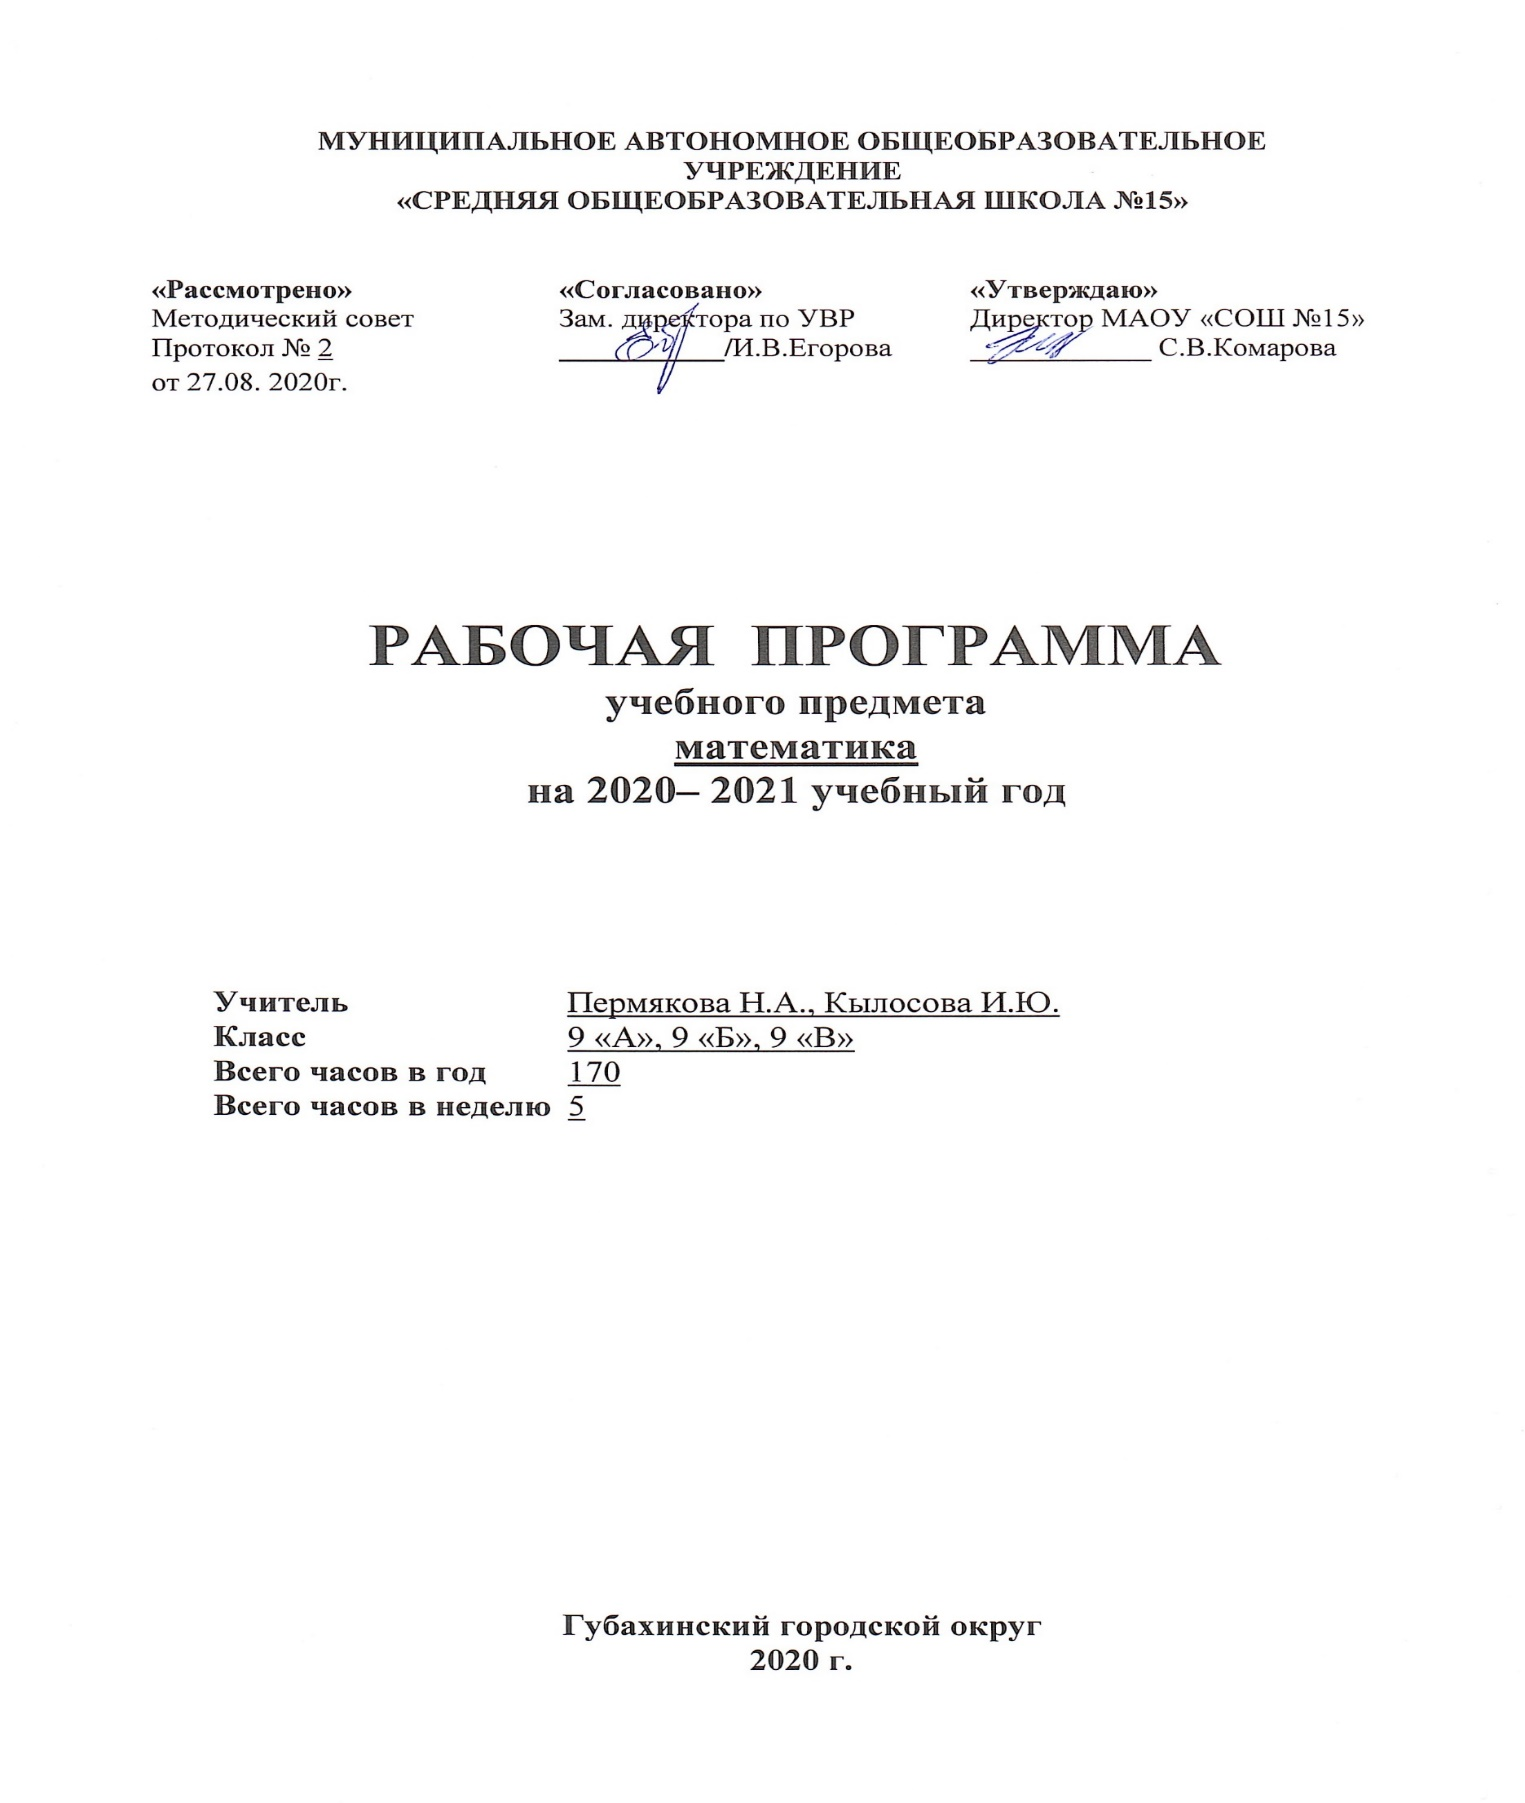 МУНИЦИПАЛЬНОЕ АВТОНОМНОЕ ОБЩЕОБРАЗОВАТЕЛЬНОЕ
УЧРЕЖДЕНИЕ
«СРЕДНЯЯ ОБЩЕОБРАЗОВАТЕЛЬНАЯ ШКОЛА №15»
«Рассмотрено»
Методический совет
Протокол № 2
от 27.08. 2020г.
«Согласовано»
Зам. директора по УВР
____________/И.В.Егорова
«Утверждаю»
Директор МАОУ «СОШ №15»
_____________ С.В.Комарова
РАБОЧАЯ ПРОГРАММА
учебного предмета
математика
на 2020– 2021 учебный год
Учитель Пермякова Н.А., Кылосова И.Ю.
Класс 9 «А», 9 «Б», 9 «В»
Всего часов в год 170
Всего часов в неделю 5
Губахинский городской округ
2020 г.